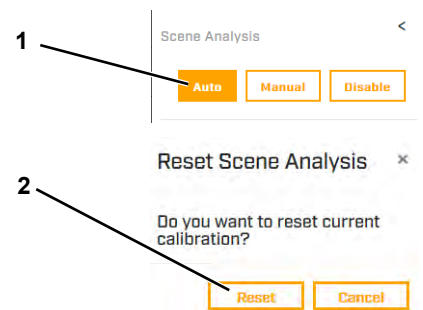 1
Scene Analysis <
Auto Manual Disable
Reset Scene Analysis ×
2
Do you want to reset current
calibration?
Reset Cancel